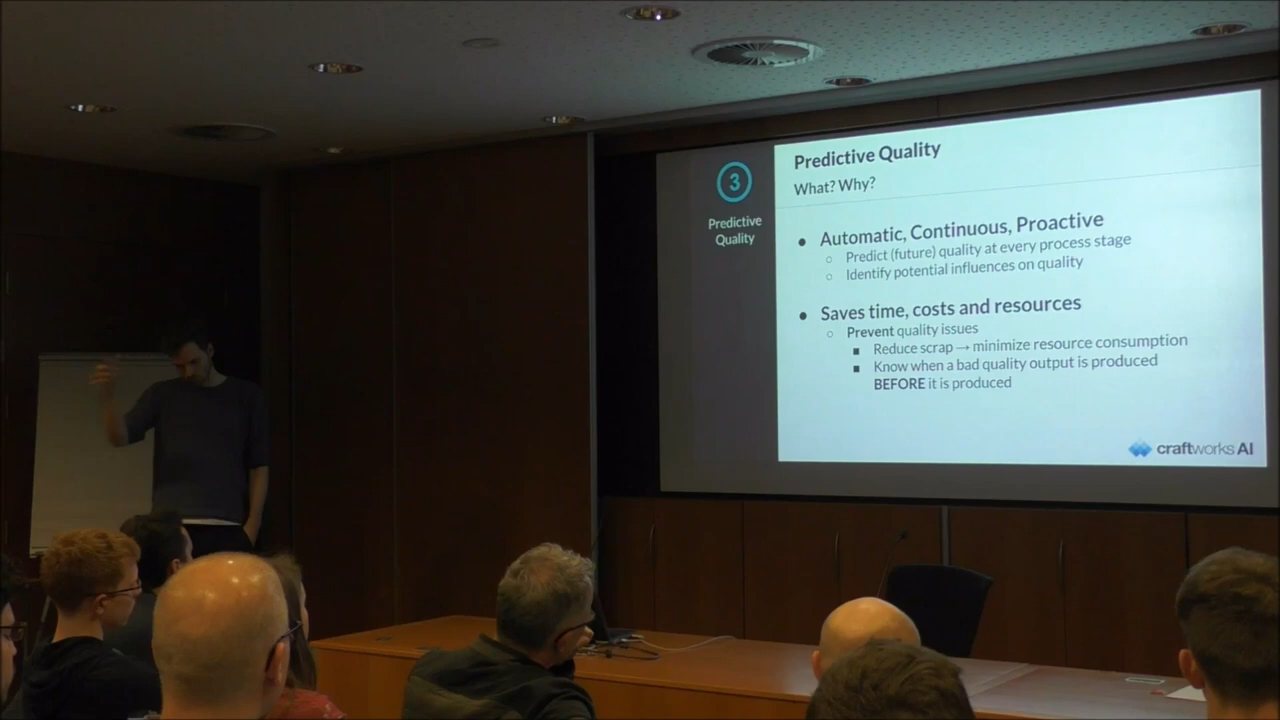 3
Predictive
Quality
Predictive Quality
What? Why?
● Automatic, Continuous, Proactive
○ Predict (future) quality at every process stage
○ Identify potential influences on quality
● Saves time, costs and resources
○ Prevent quality issues
■ Reduce scrap → minimize resource consumption
■ Know when a bad quality output is produced
BEFORE it is produced
craftworks AI